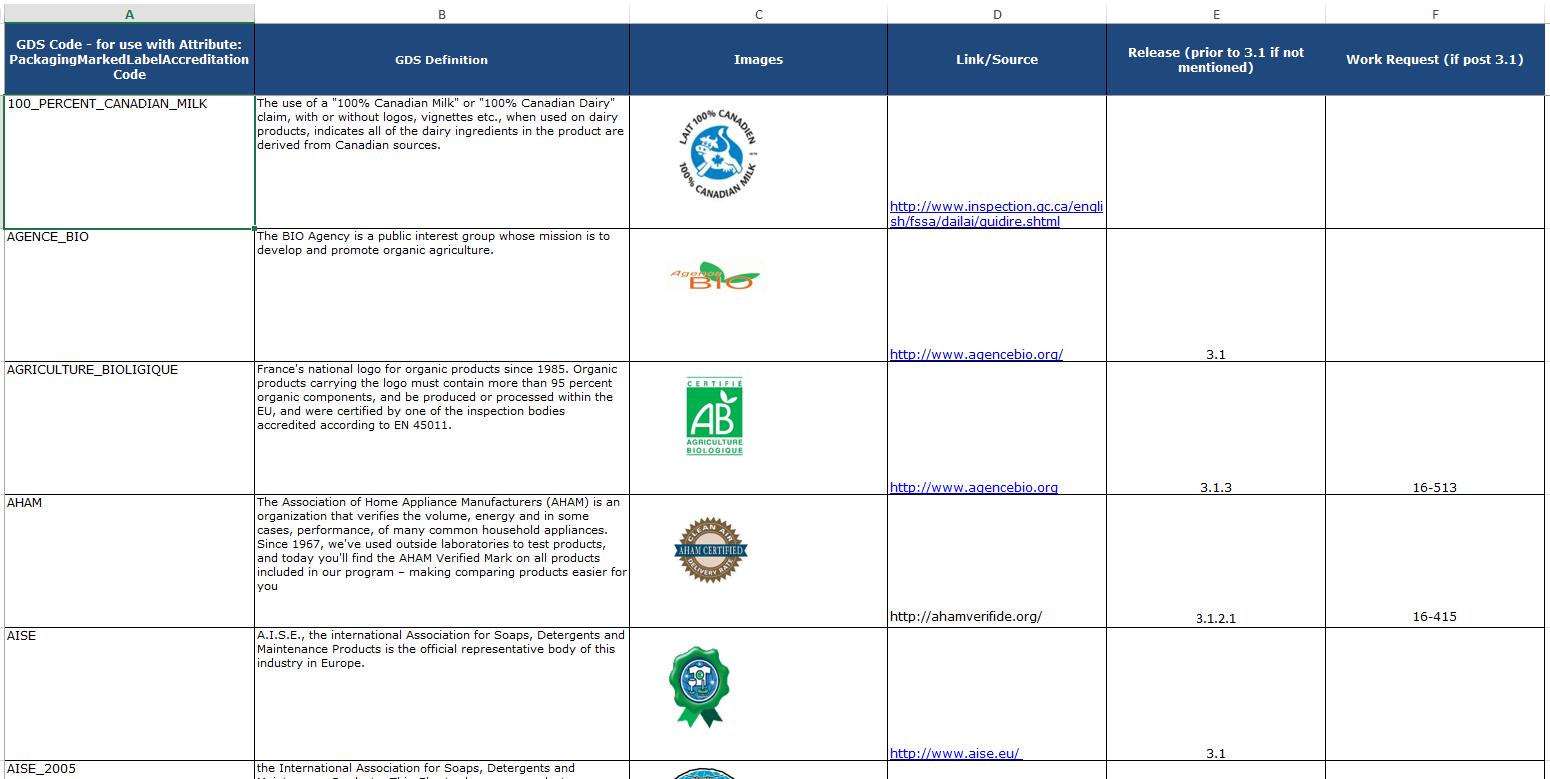 A B C D E F
GDS Code - for use with Attribute:
PackagingMarkedLabelAccreditation
Code
GDS Definition
Images
Link/Source
Release (prior to 3.1 if not
mentioned)
Work Request (if post 3.1)
100_PERCENT_CANADIAN_MILK
The use of a "100% Canadian Milk" or "100% Canadian Dairy"
claim, with or without logos, vignettes etc., when used on dairy
products, indicates all of the dairy ingredients in the product are
derived from Canadian sources.
LAIT 100% CANADIEN
100% CANADIAN MILK
http://www.inspection.gc.ca/engli
sh/fssa/dailai/guidire.shtml
AGENCE_BIO
The BIO Agency is a public interest group whose mission is to
develop and promote organic agriculture.
Agence
BIO
http://www.agencebio.org/
3.1
AGRICULTURE_BIOLIGIQUE
France's national logo for organic products since 1985. Organic
products carrying the logo must contain more than 95 percent
organic components, and be produced or processed within the
EU, and were certified by one of the inspection bodies
accredited according to EN 45011.
CERTIFIÉ
AB
AGRICULTURE
BIOLOGIQUE
http://www.agencebio.org
3.1.3
16-513
AHAM
The Association of Home Appliance Manufacturers (AHAM) is an
organization that verifies the volume, energy and in some
cases, performance, of many common household appliances.
Since 1967, we've used outside laboratories to test products,
and today you'll find the AHAM Verified Mark on all products
included in our program – making comparing products easier for
you
CLEAN AIR
AHAM CERTIFIED
DELIVERY RATE
http://ahamverifide.org/
3.1.2.1
16-415
AISE
A.I.S.E., the international Association for Soaps, Detergents and
Maintenance Products is the official representative body of this
industry in Europe.
http://www.aise.eu/
3.1
AISE_2005
the International Association for Soaps, Detergents and